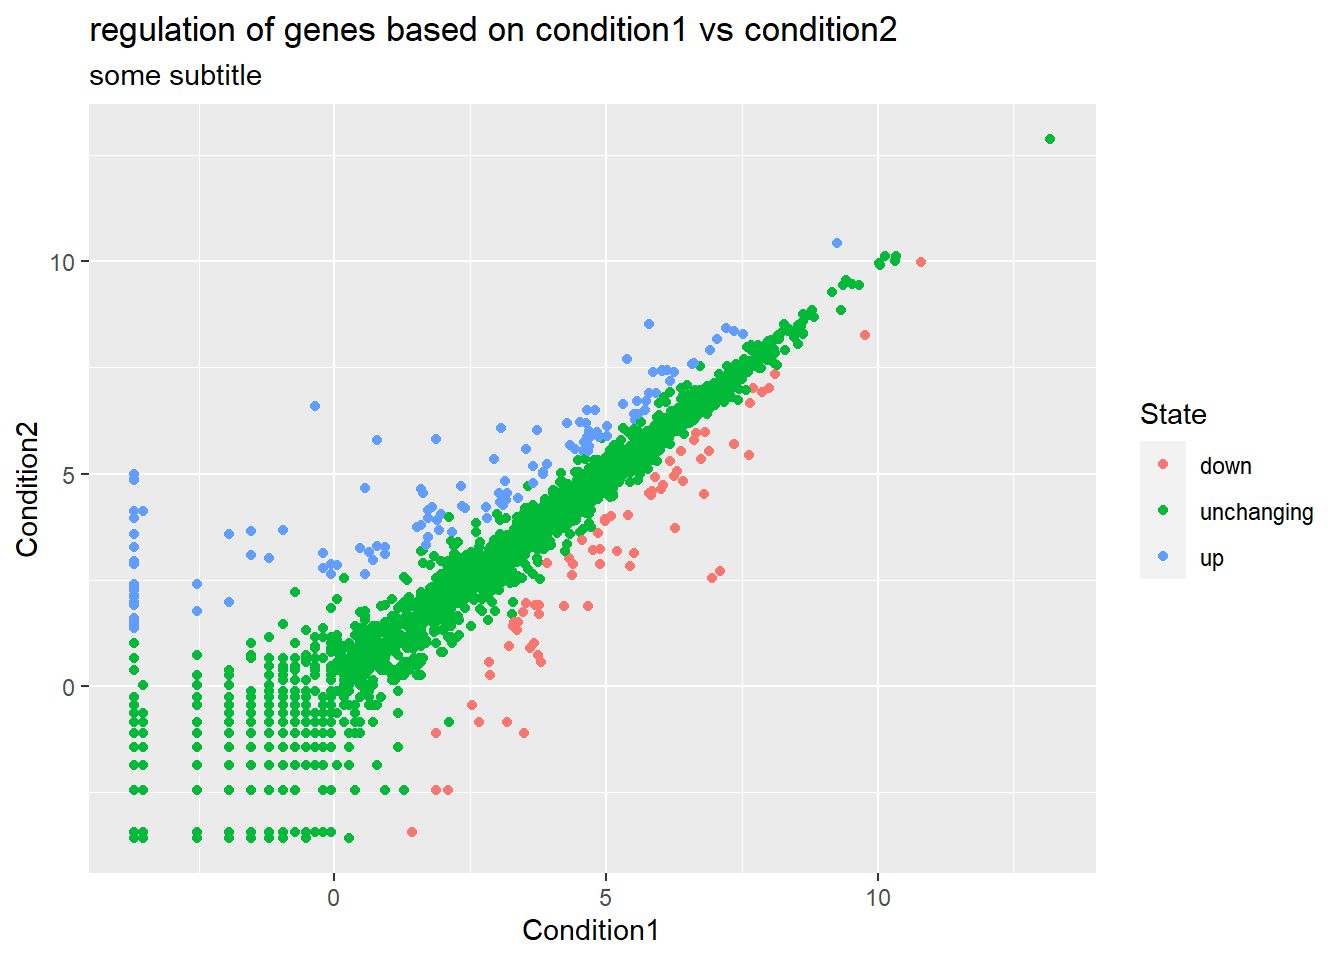 regulation of genes based on condition1 vs condition2
some subtitle
10
5
0
Condition2
0
5
10
Condition1
State
down
unchanging
up